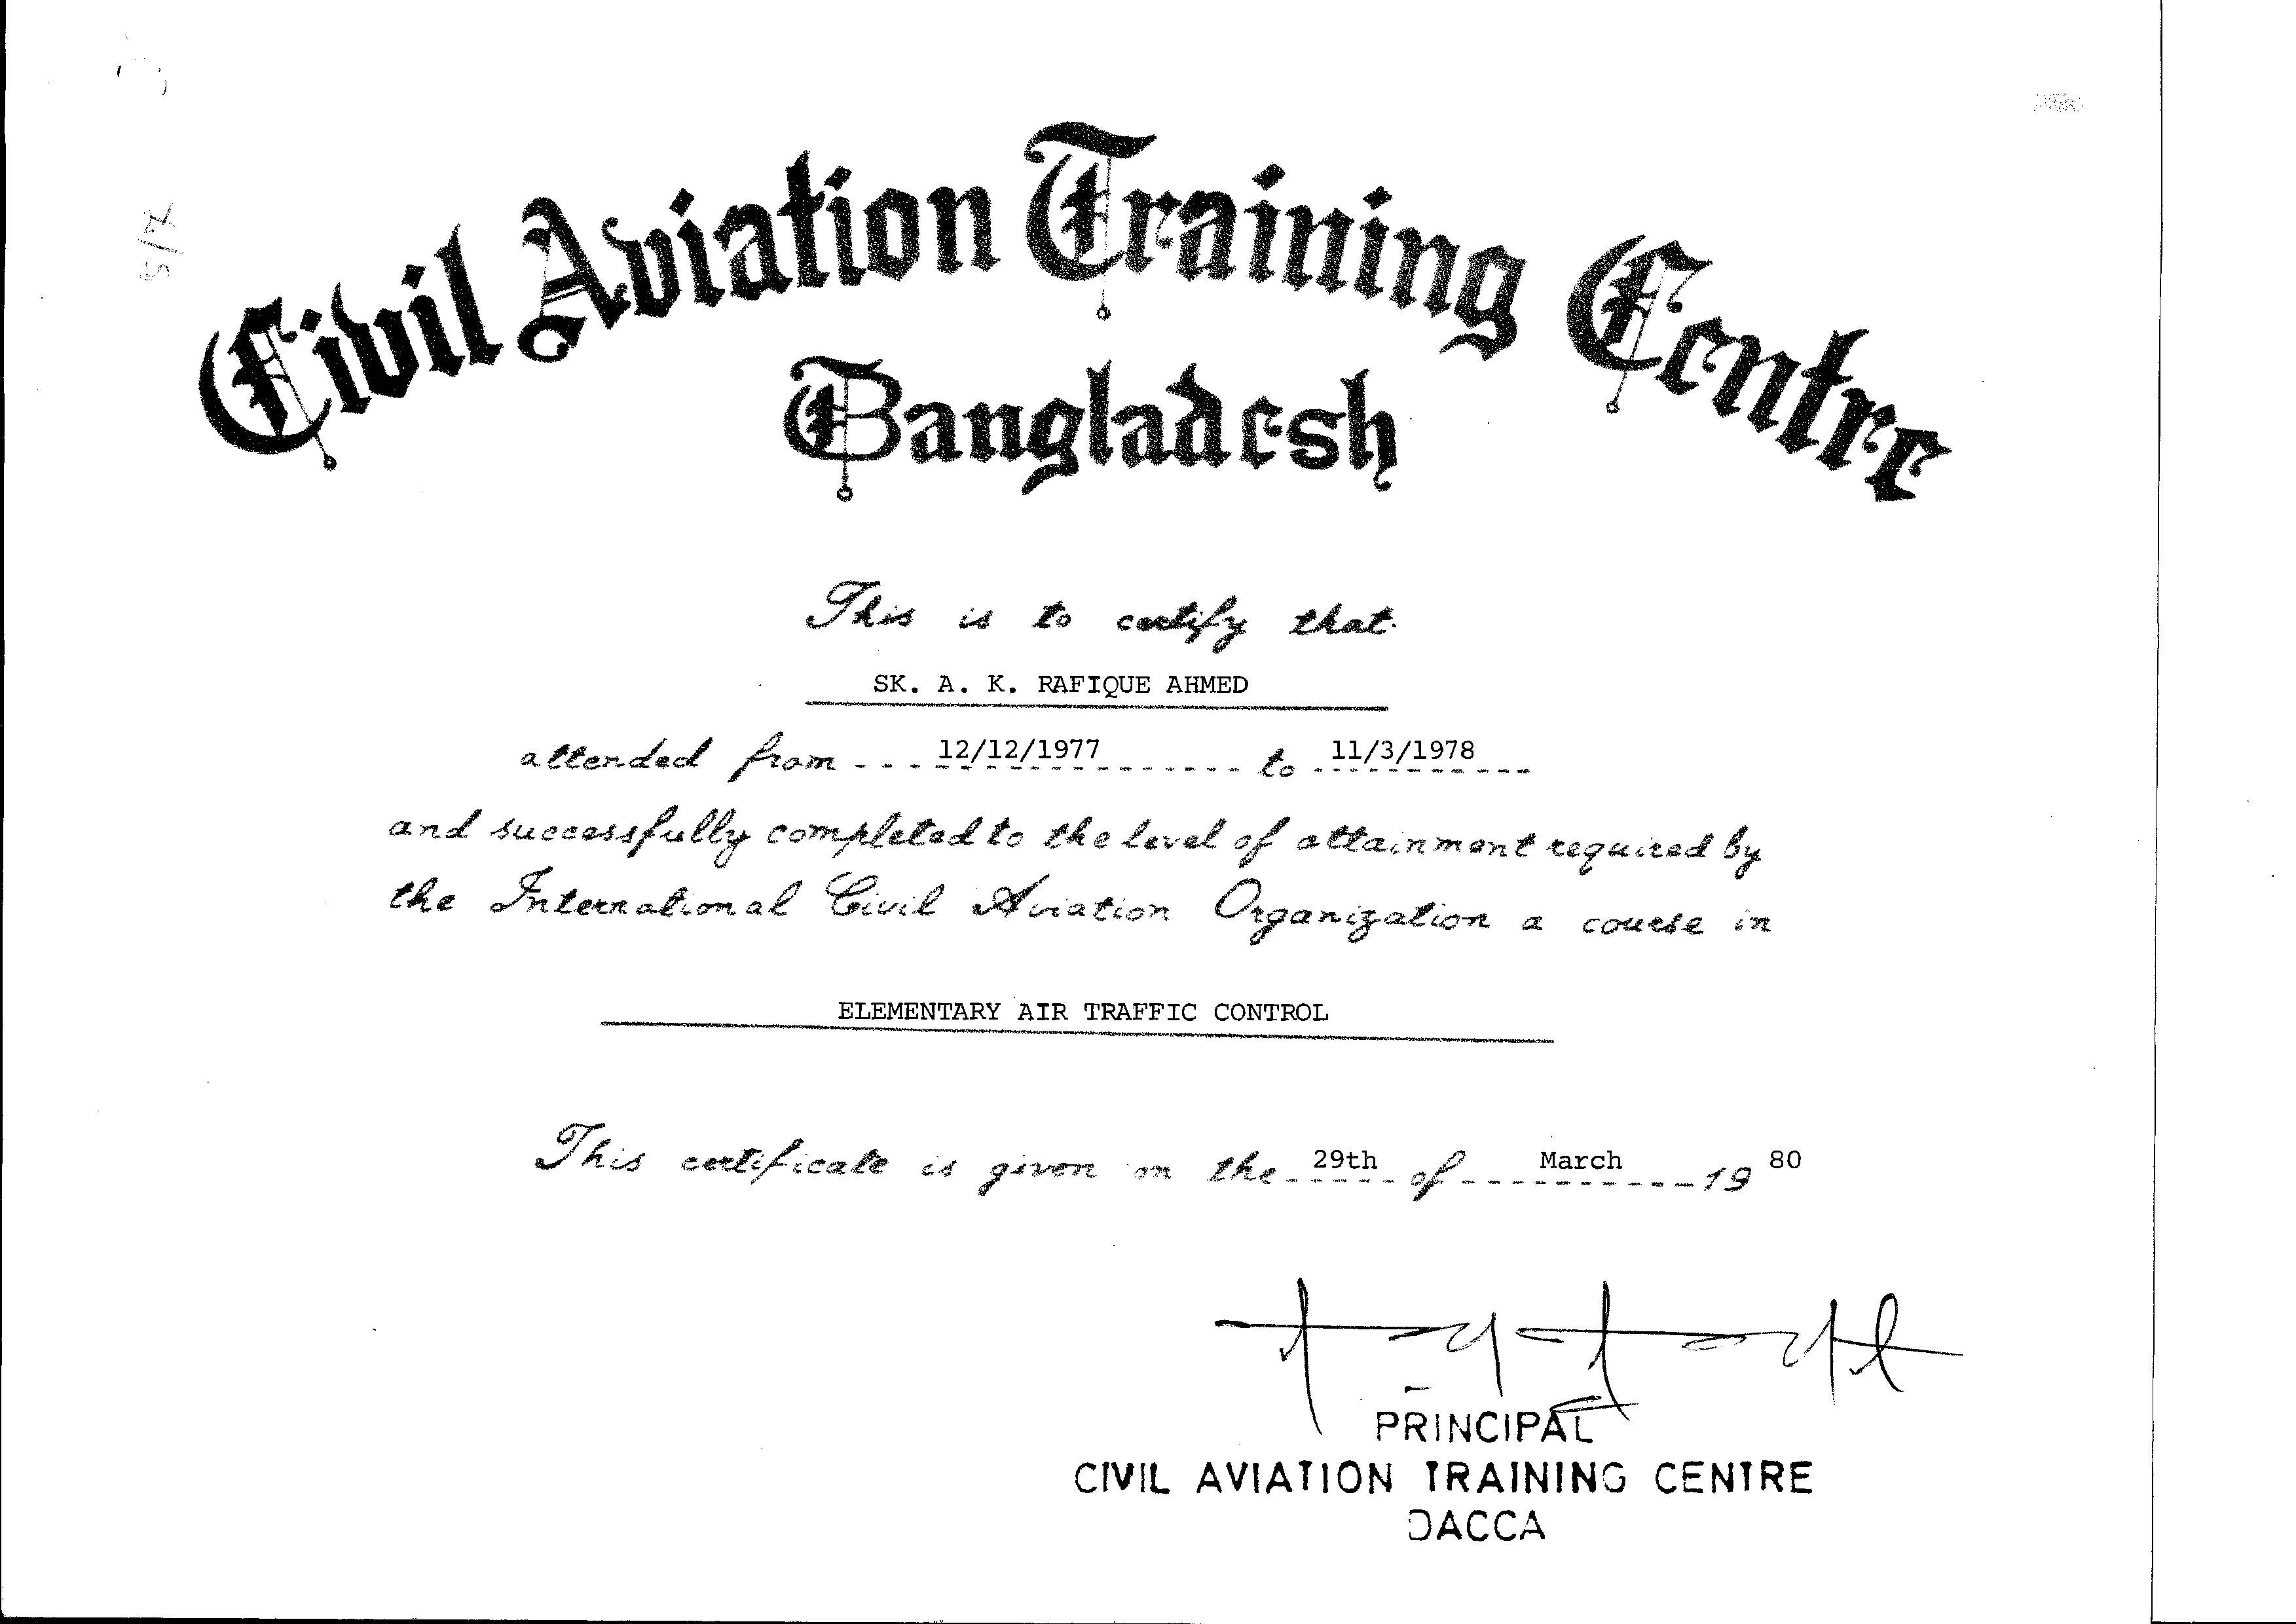 Civil Aviation Training Centre
Bangladesh
This is to certify that
SK. A. K. RAFIQUE AHMED
attended from 12/12/1977 to 11/3/1978
and successfully completed to the level of attainment required by
the International Civil Aviation Organization a course in
ELEMENTARY AIR TRAFFIC CONTROL
This certificate is given on the 29th of March 19 80
PRINCIPAL
CIVIL AVIATION TRAINING CENTRE
DACCA